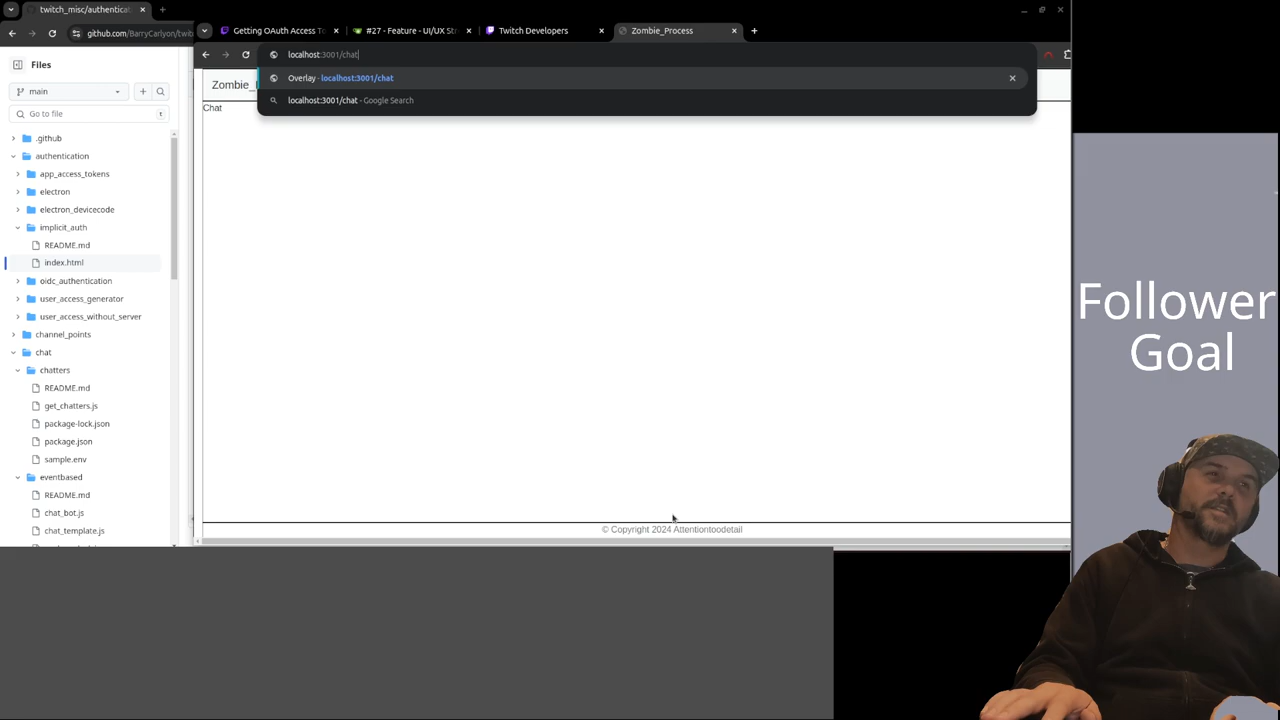 twitch_misc/authenticat
Getting OAuth Access To
#27 - Feature - UI/UX Str
Twitch Developers
Zombie_Process
github.com/BarryCarlyon/twit
localhost:3001/chat
Overlay - localhost:3001/chat
localhost:3001/chat - Google Search
Files
main
Go to file
t
.github
authentication
app_access_tokens
electron
electron_devicecode
implicit_auth
README.md
index.html
oidc_authentication
user_access_generator
user_access_without_server
channel_points
chat
chatters
README.md
get_chatters.js
package-lock.json
package.json
sample.env
eventbased
README.md
chat_bot.js
chat_template.js
Zombie_
Chat
© Copyright 2024 Attentiontoodetail
Follower
Goal